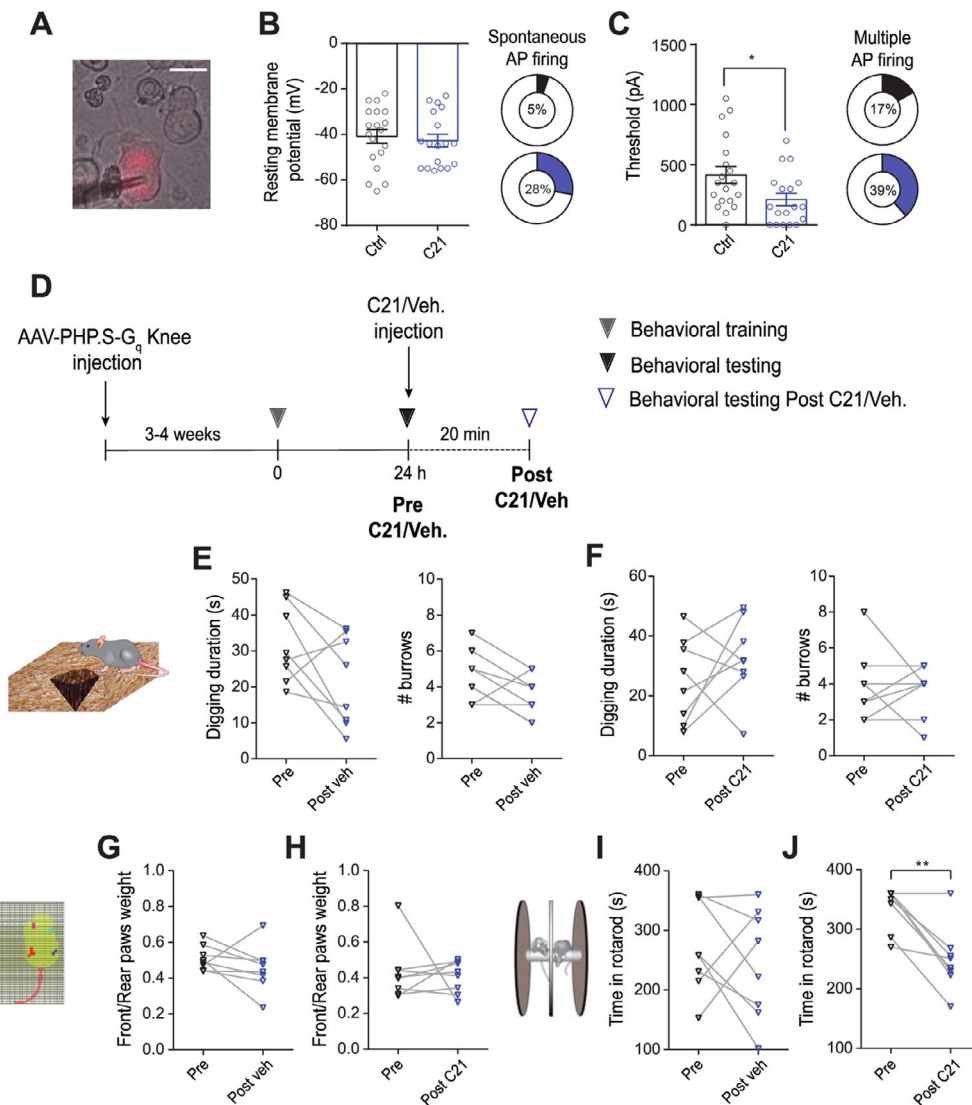 A
B
0
-20
-40
-60
-80
Resting membrane
potential (mV)
Ctrl
C21
Spontaneous
AP firing
5%
28%
C
1500
1000
500
0
Threshold (pA)
*
Ctrl
C21
Multiple
AP firing
17%
39%
D
AAV-PHP.S-Gq Knee
injection
C21/Veh.
injection
3-4 weeks
20 min
0
24 h
Pre
C21/Veh.
Post
C21/Veh
Behavioral training
Behavioral testing
Behavioral testing Post C21/Veh.
E
Digging duration (s)
50
40
30
20
10
0
Pre
Post veh
# burrows
10
8
6
4
2
0
Pre
Post veh
F
Digging duration (s)
60
40
20
0
Pre
Post C21
# burrows
10
8
6
4
2
0
Pre
Post C21
G
Front/Rear paws weight
1.0
0.8
0.6
0.4
0.2
0.0
Pre
Post veh
H
Front/Rear paws weight
1.0
0.8
0.6
0.4
0.2
0.0
Pre
Post C21
I
Time in rotarod (s)
400
300
200
100
Pre
Post veh
J
Time in rotarod (s)
400
300
200
100
**
Pre
Post C21